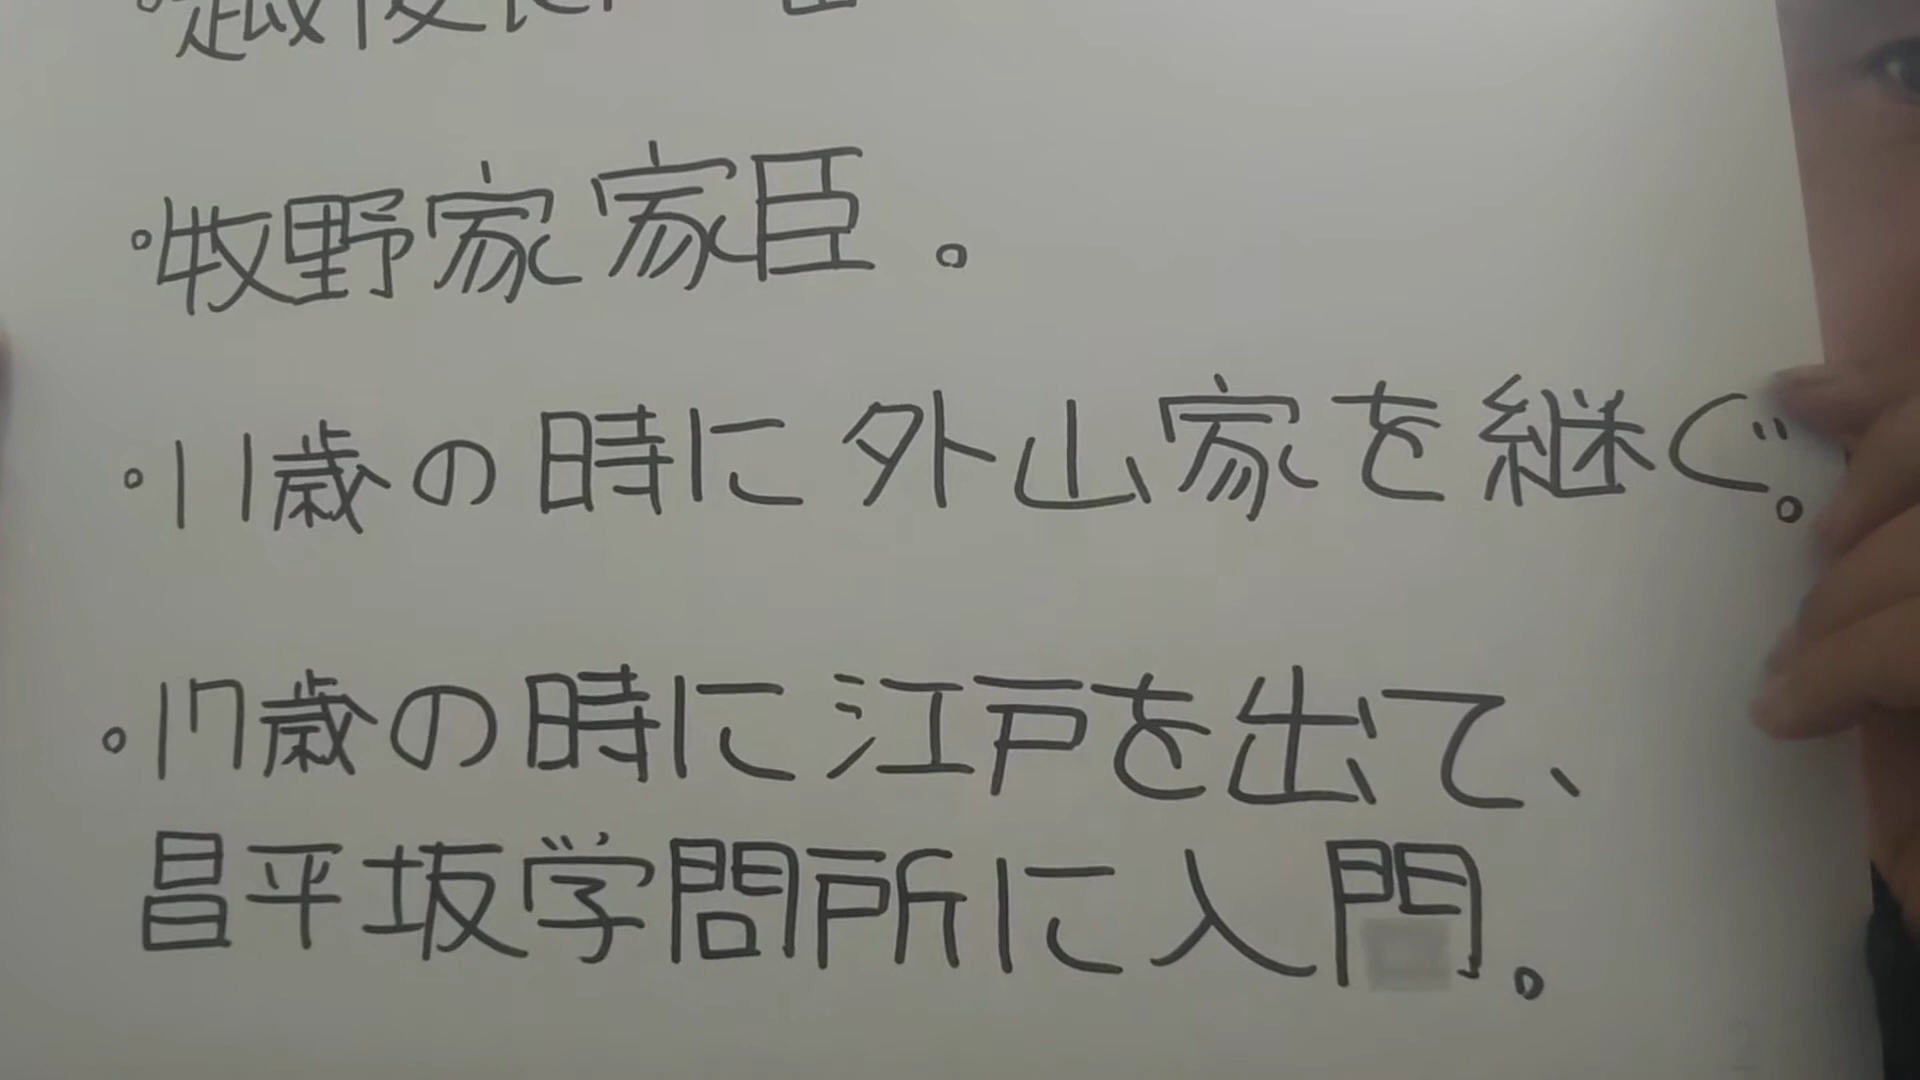 ・牧野家家臣。
・11歳の時に外山家を継ぐ。
・17歳の時に江戸を出て、
昌平坂学問所に入門。